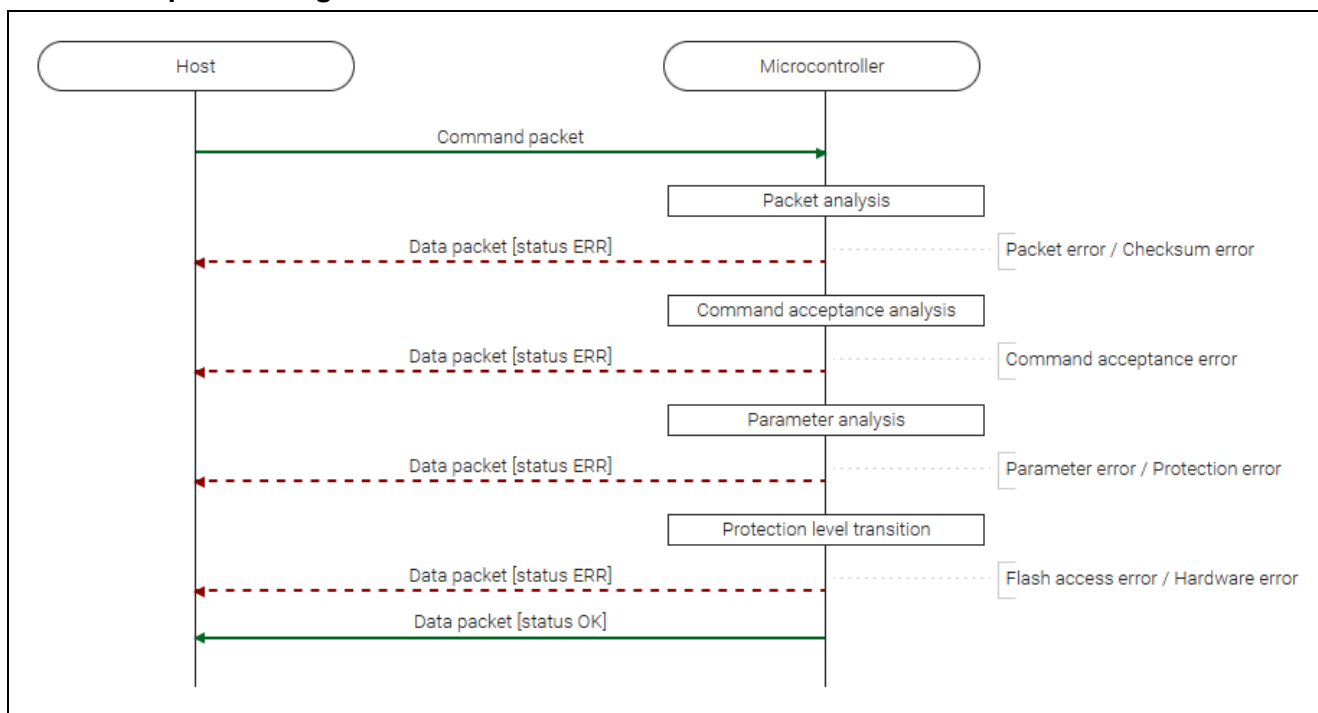 Host
Microcontroller
Command packet
Packet analysis
Data packet [status ERR]
Packet error / Checksum error
Command acceptance analysis
Data packet [status ERR]
Command acceptance error
Parameter analysis
Data packet [status ERR]
Parameter error / Protection error
Protection level transition
Data packet [status ERR]
Flash access error / Hardware error
Data packet [status OK]